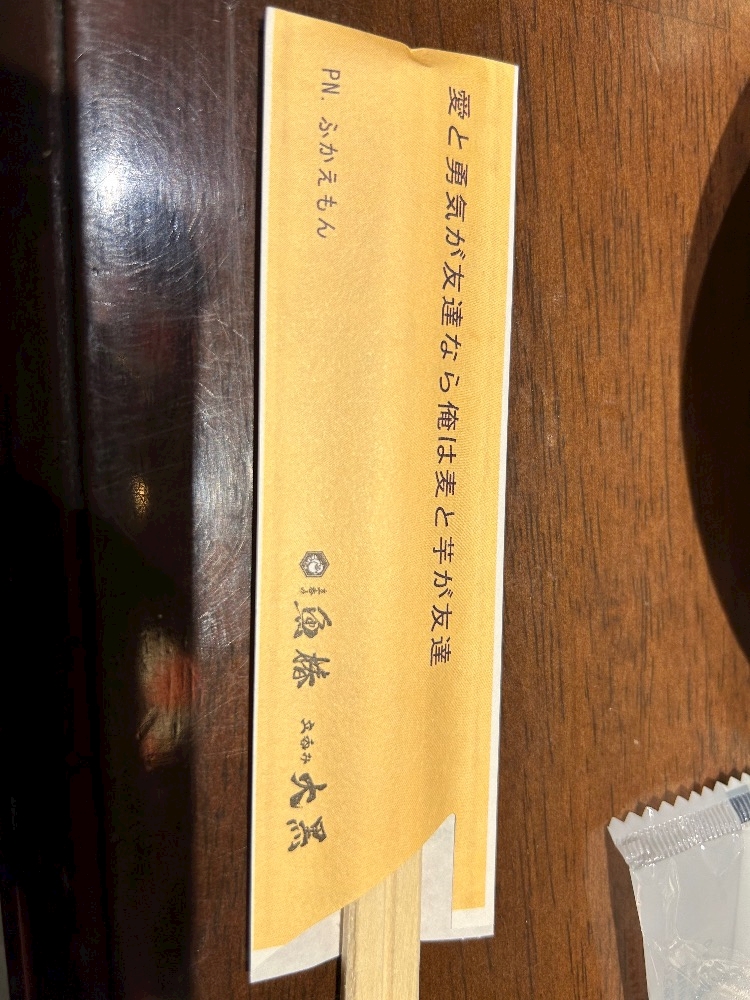 愛と勇気が友達なら俺は麦と芋が友達
PN. ふかえもん
魚椿
大黒